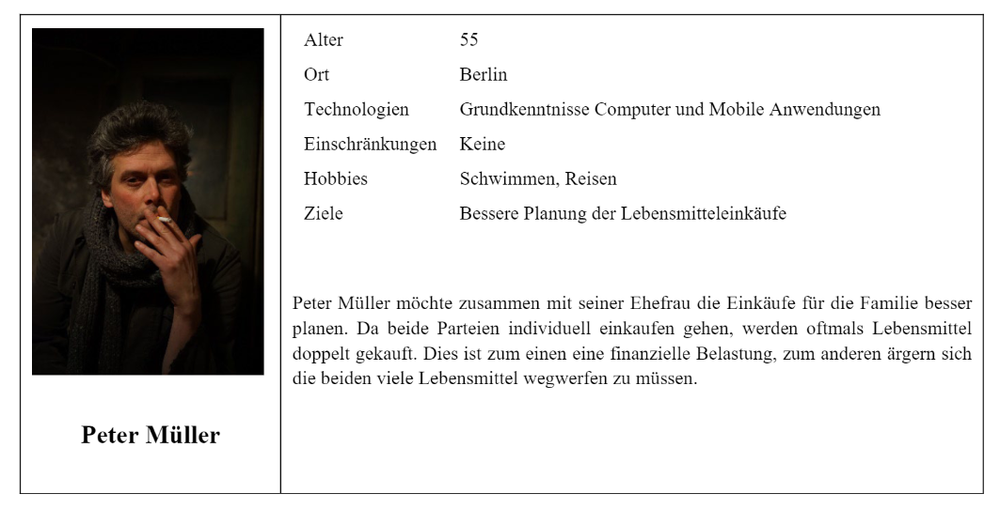 Alter 55
Ort Berlin
Technologien Grundkenntnisse Computer und Mobile Anwendungen
Einschränkungen Keine
Hobbies Schwimmen, Reisen
Ziele Bessere Planung der Lebensmitteleinkäufe
Peter Müller möchte zusammen mit seiner Ehefrau die Einkäufe für die Familie besser
planen. Da beide Parteien individuell einkaufen gehen, werden oftmals Lebensmittel
doppelt gekauft. Dies ist zum einen eine finanzielle Belastung, zum anderen ärgern sich
die beiden viele Lebensmittel wegwerfen zu müssen.
Peter Müller